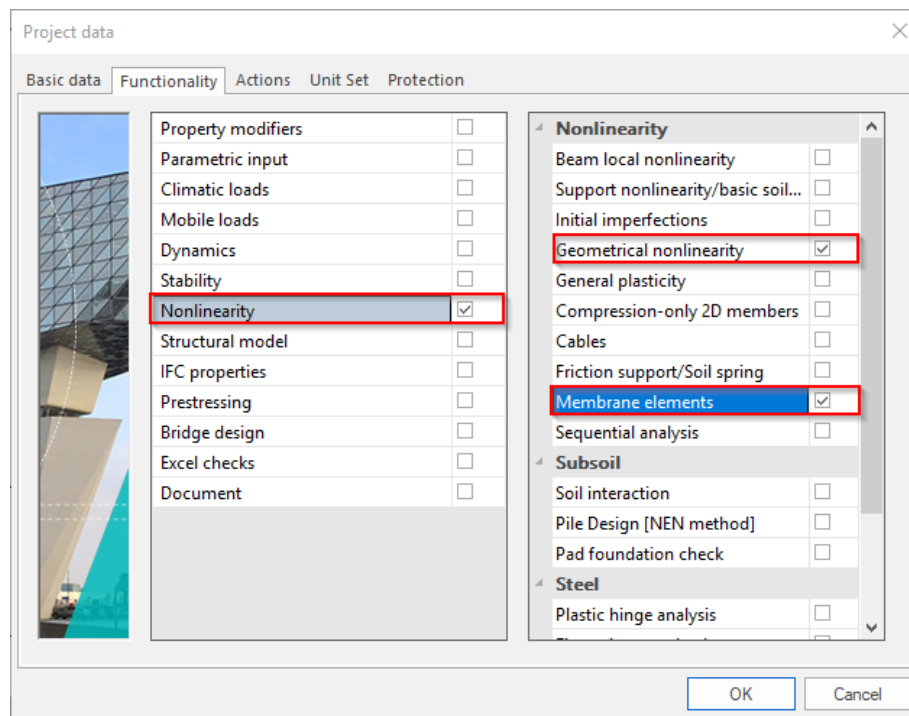 Project data
Basic data Functionality Actions Unit Set Protection
Property modifiers
Parametric input
Climatic loads
Mobile loads
Dynamics
Stability
Nonlinearity
Structural model
IFC properties
Prestressing
Bridge design
Excel checks
Document
Nonlinearity
Beam local nonlinearity
Support nonlinearity/basic soil...
Initial imperfections
Geometrical nonlinearity
General plasticity
Compression-only 2D members
Cables
Friction support/Soil spring
Membrane elements
Sequential analysis
Subsoil
Soil interaction
Pile Design [NEN method]
Pad foundation check
Steel
Plastic hinge analysis
OK Cancel